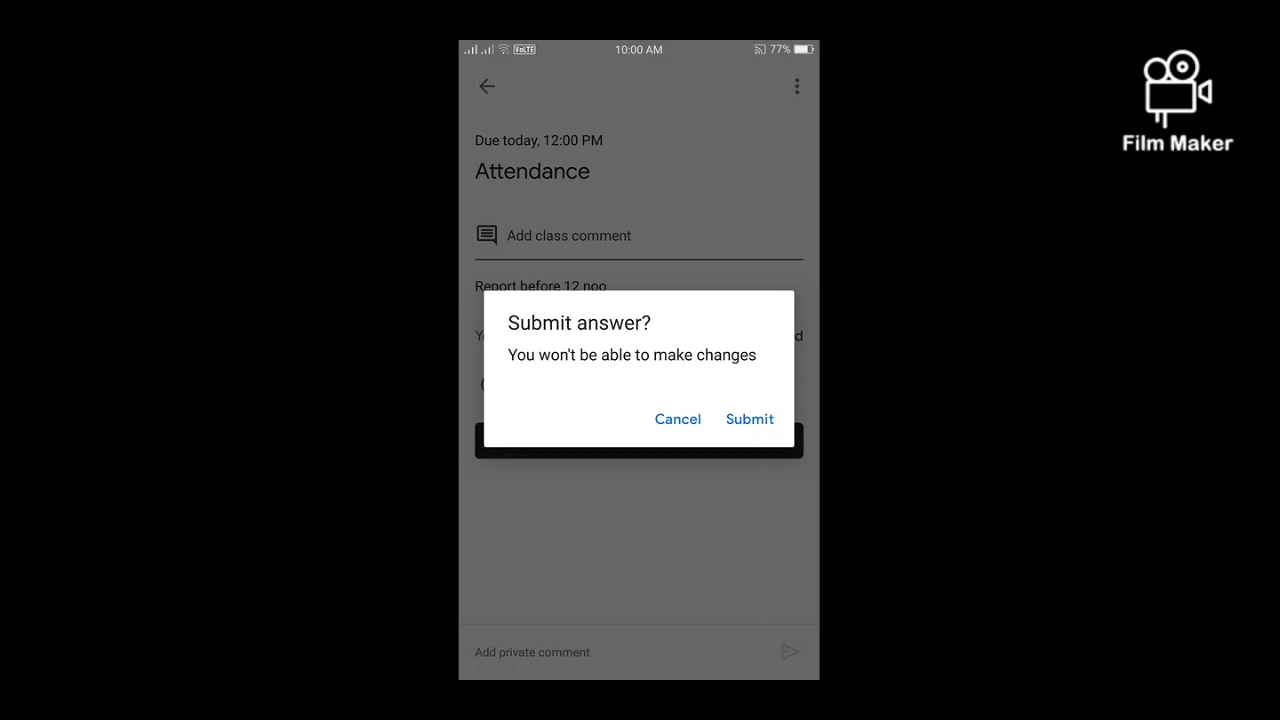 VoLTE 10:00 AM 77%
Due today, 12:00 PM
Attendance
Add class comment
Report before 12 noo
Submit answer?
You won't be able to make changes
Cancel Submit
Add private comment
Film Maker